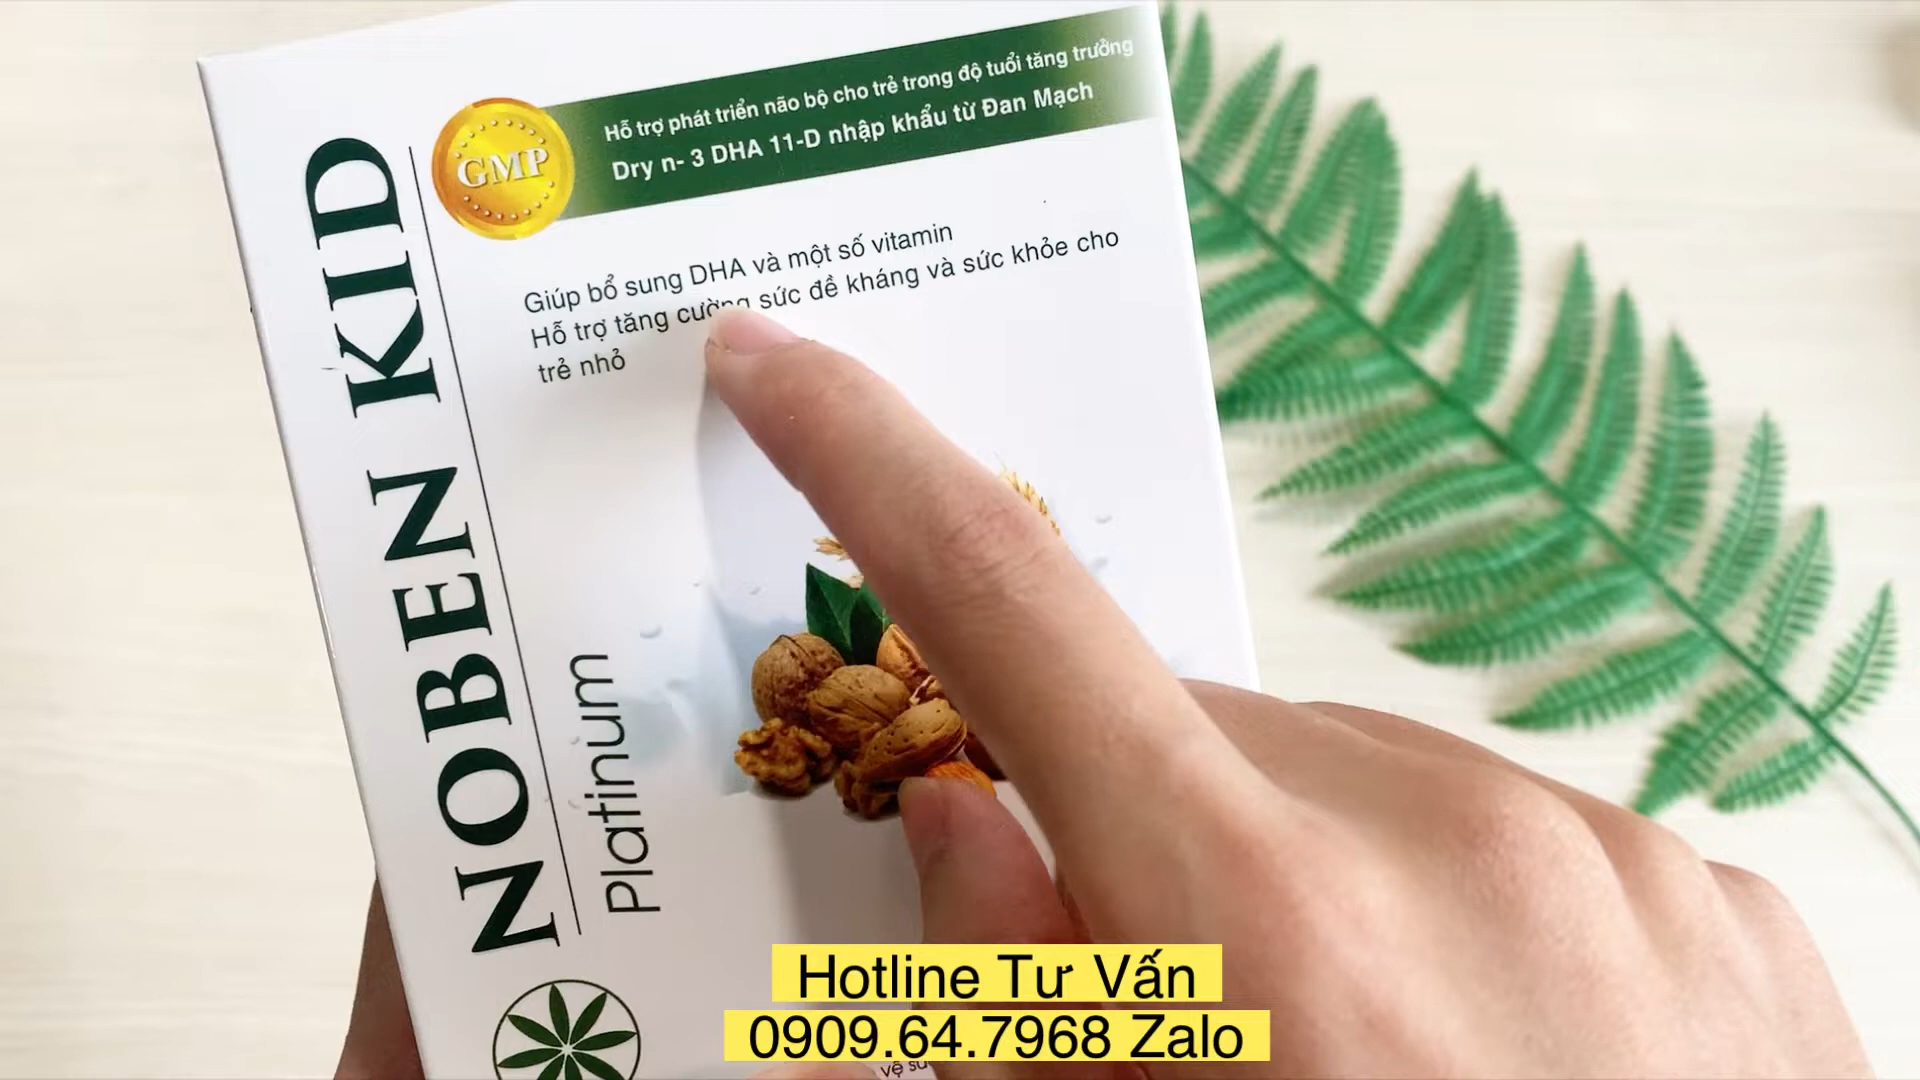 Hỗ trợ phát triển não bộ cho trẻ trong độ tuổi tăng trưởng
Dry n- 3 DHA 11-D nhập khẩu từ Đan Mạch
GMP
Giúp bổ sung DHA và một số vitamin
Hỗ trợ tăng cường sức đề kháng và sức khỏe cho
trẻ nhỏ
NOBEN KID
Platinum
Hotline Tư Vấn
0909.64.7968 Zalo